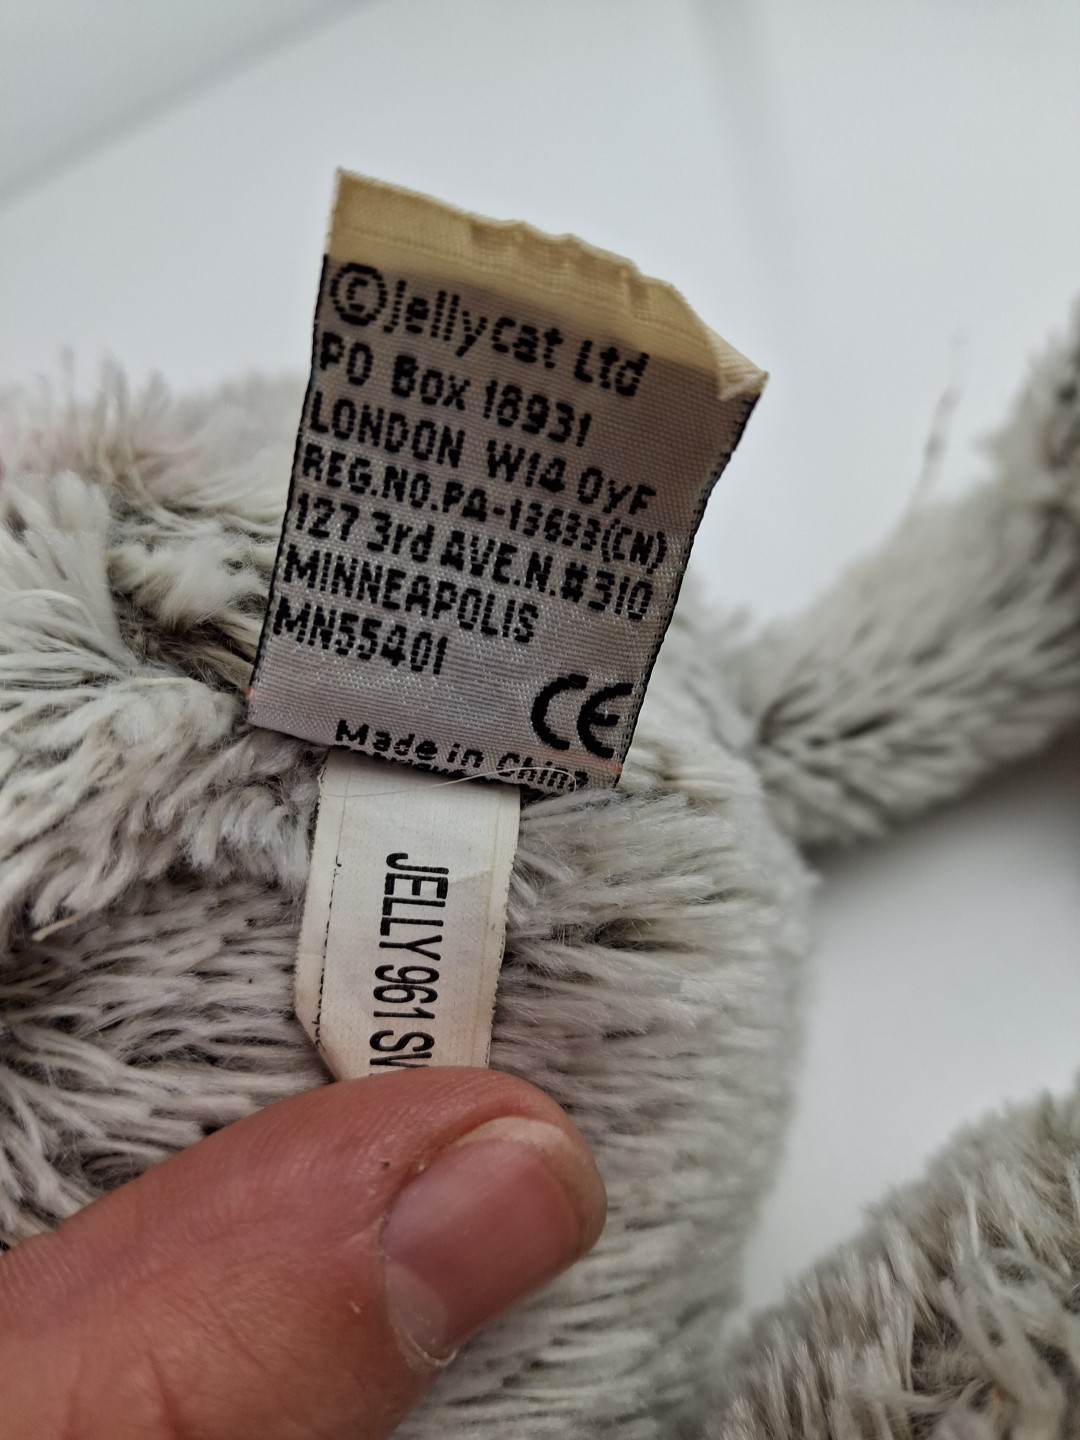 ©Jellycat Ltd
PO Box 18931
LONDON W14 0yF
REG.NO.PA-13633(CN)
127 3rd AVE.N.#310
MINNEAPOLIS
MN55401
CE
Made in China
JELLY 961 SW